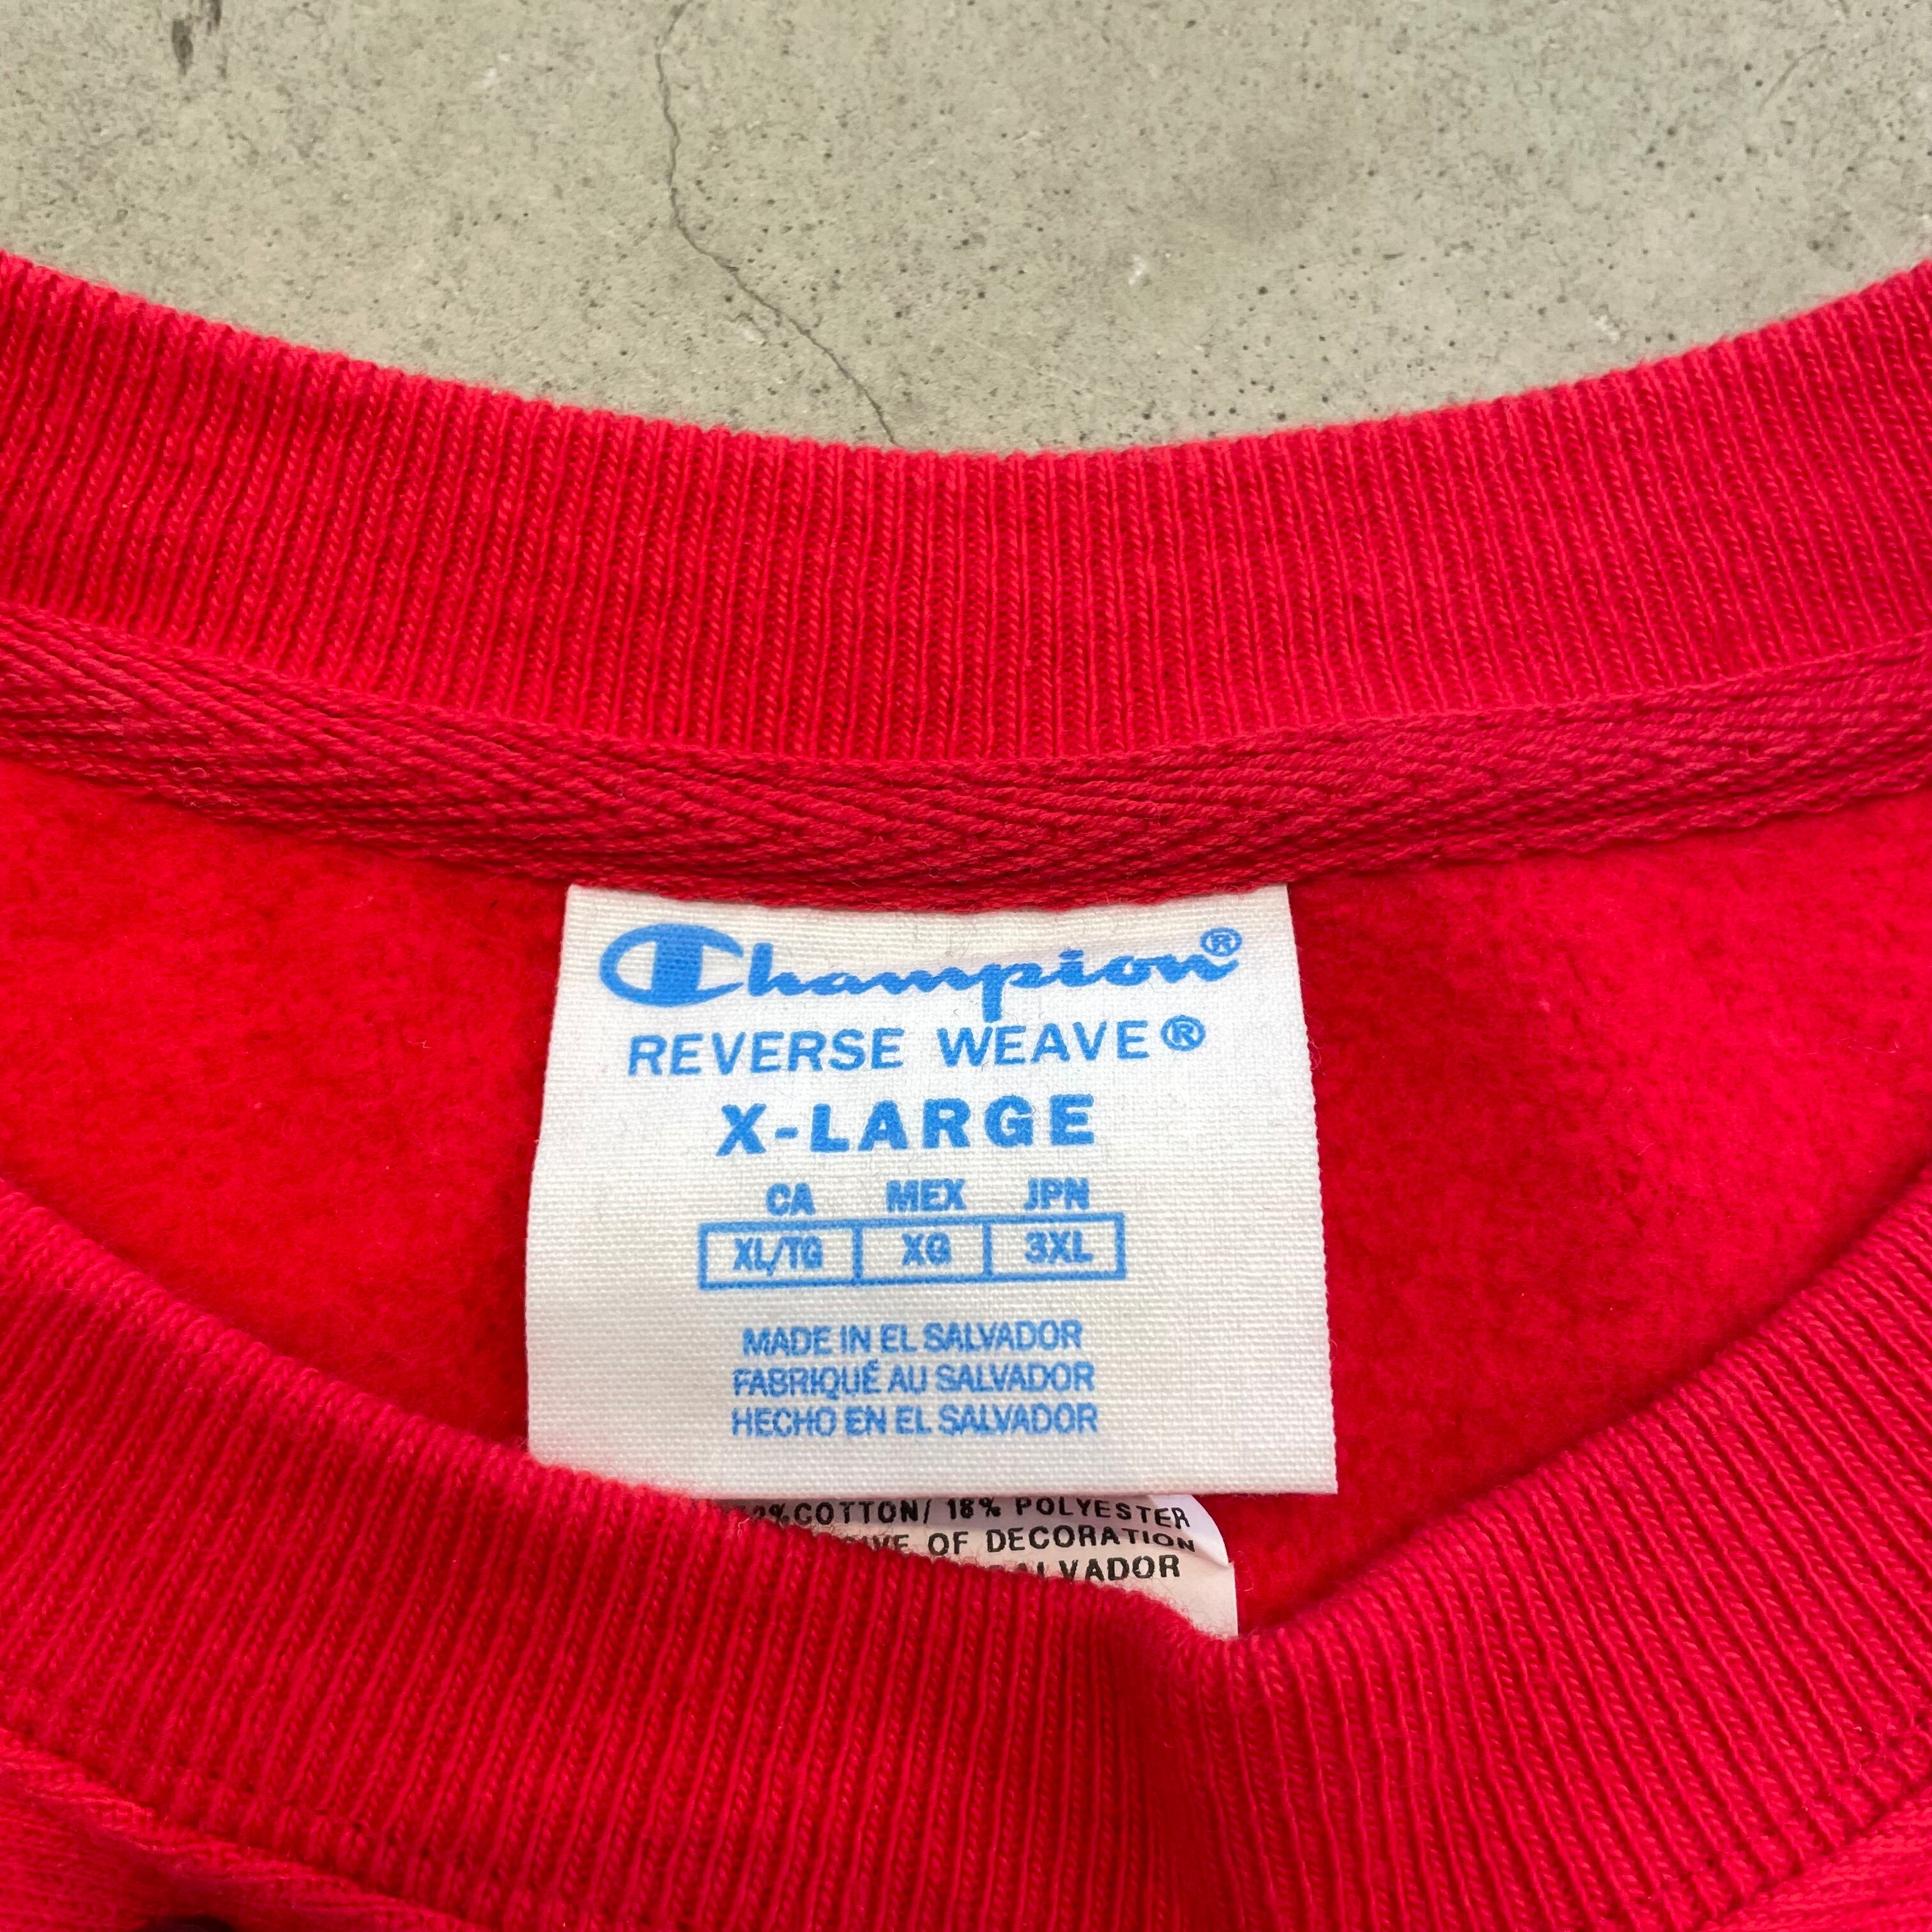 Champion®
REVERSE WEAVE®
X-LARGE
CA MEX JPN
XL/TG XG 3XL
MADE IN EL SALVADOR
FABRIQUÉ AU SALVADOR
HECHO EN EL SALVADOR
COTTON/ 18% POLYESTER
OF DECORATION
SALVADOR